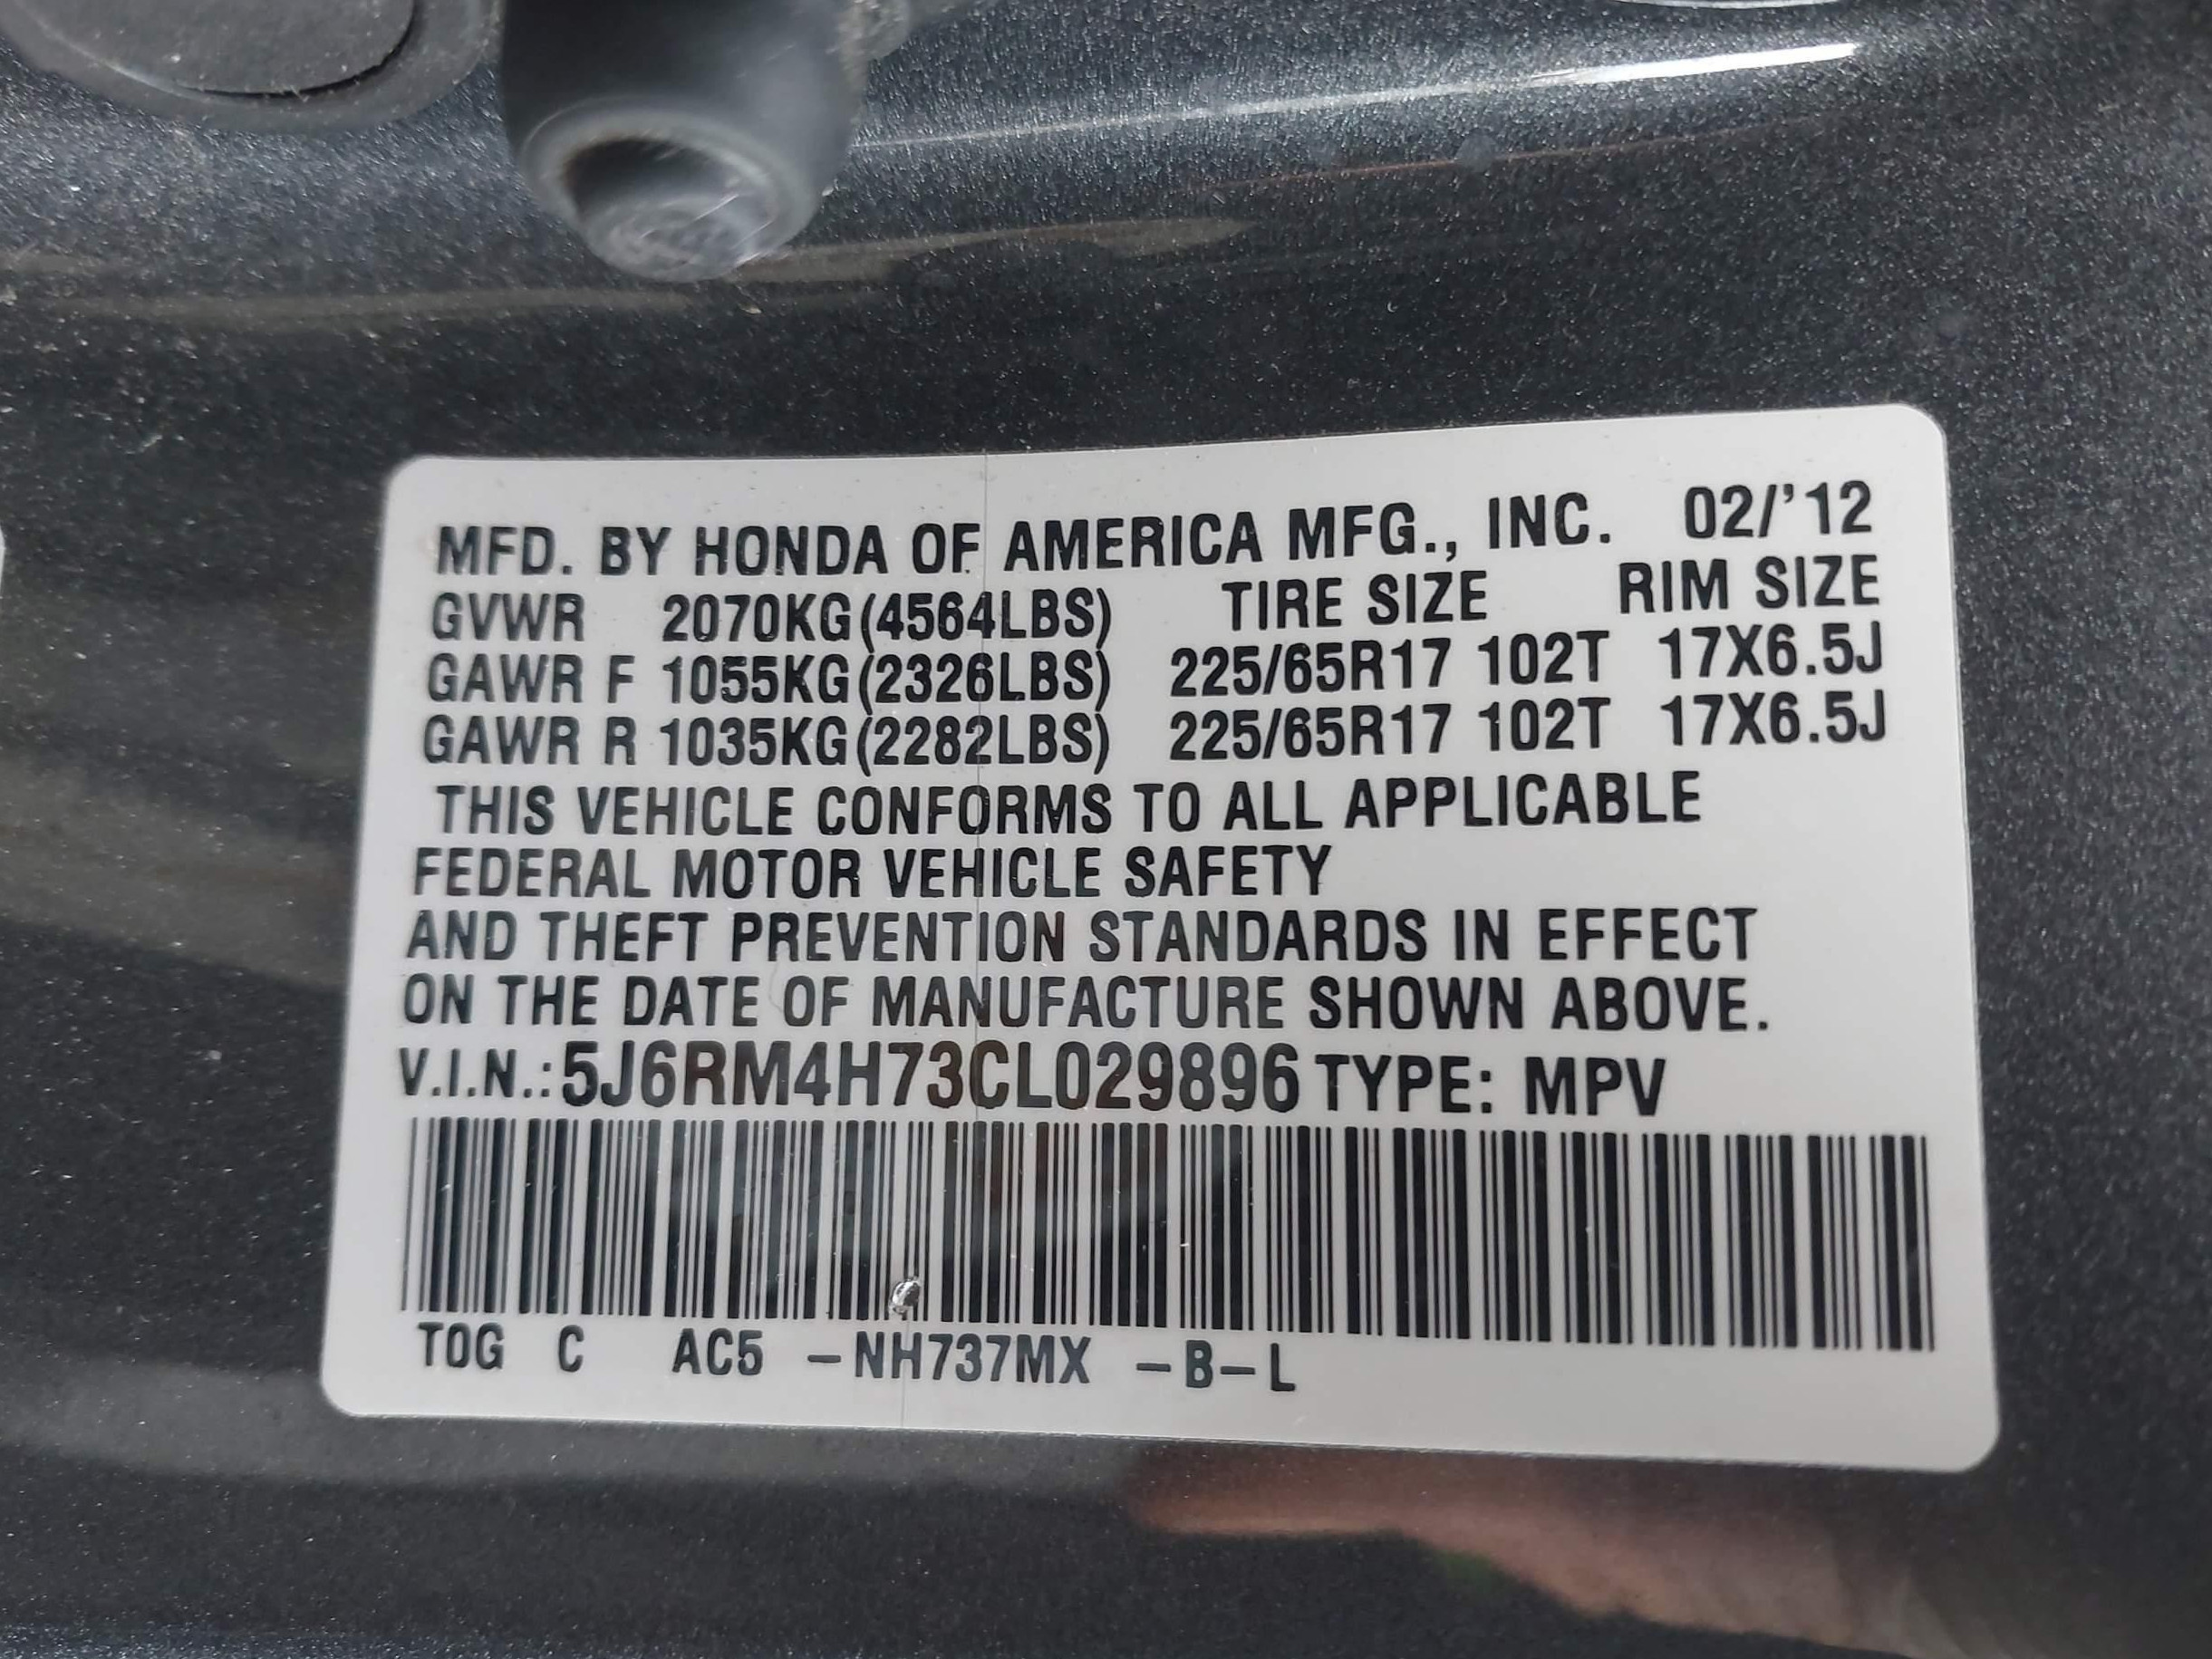 MFD. BY HONDA OF AMERICA MFG., INC. 02/'12
GVWR 2070KG(4564LBS) TIRE SIZE RIM SIZE
GAWR F 1055KG(2326LBS) 225/65R17 102T 17X6.5J
GAWR R 1035KG(2282LBS) 225/65R17 102T 17X6.5J
THIS VEHICLE CONFORMS TO ALL APPLICABLE
FEDERAL MOTOR VEHICLE SAFETY
AND THEFT PREVENTION STANDARDS IN EFFECT
ON THE DATE OF MANUFACTURE SHOWN ABOVE.
V.I.N.:5J6RM4H73CL029896 TYPE: MPV
T0G C AC5 -NH737MX -B-L